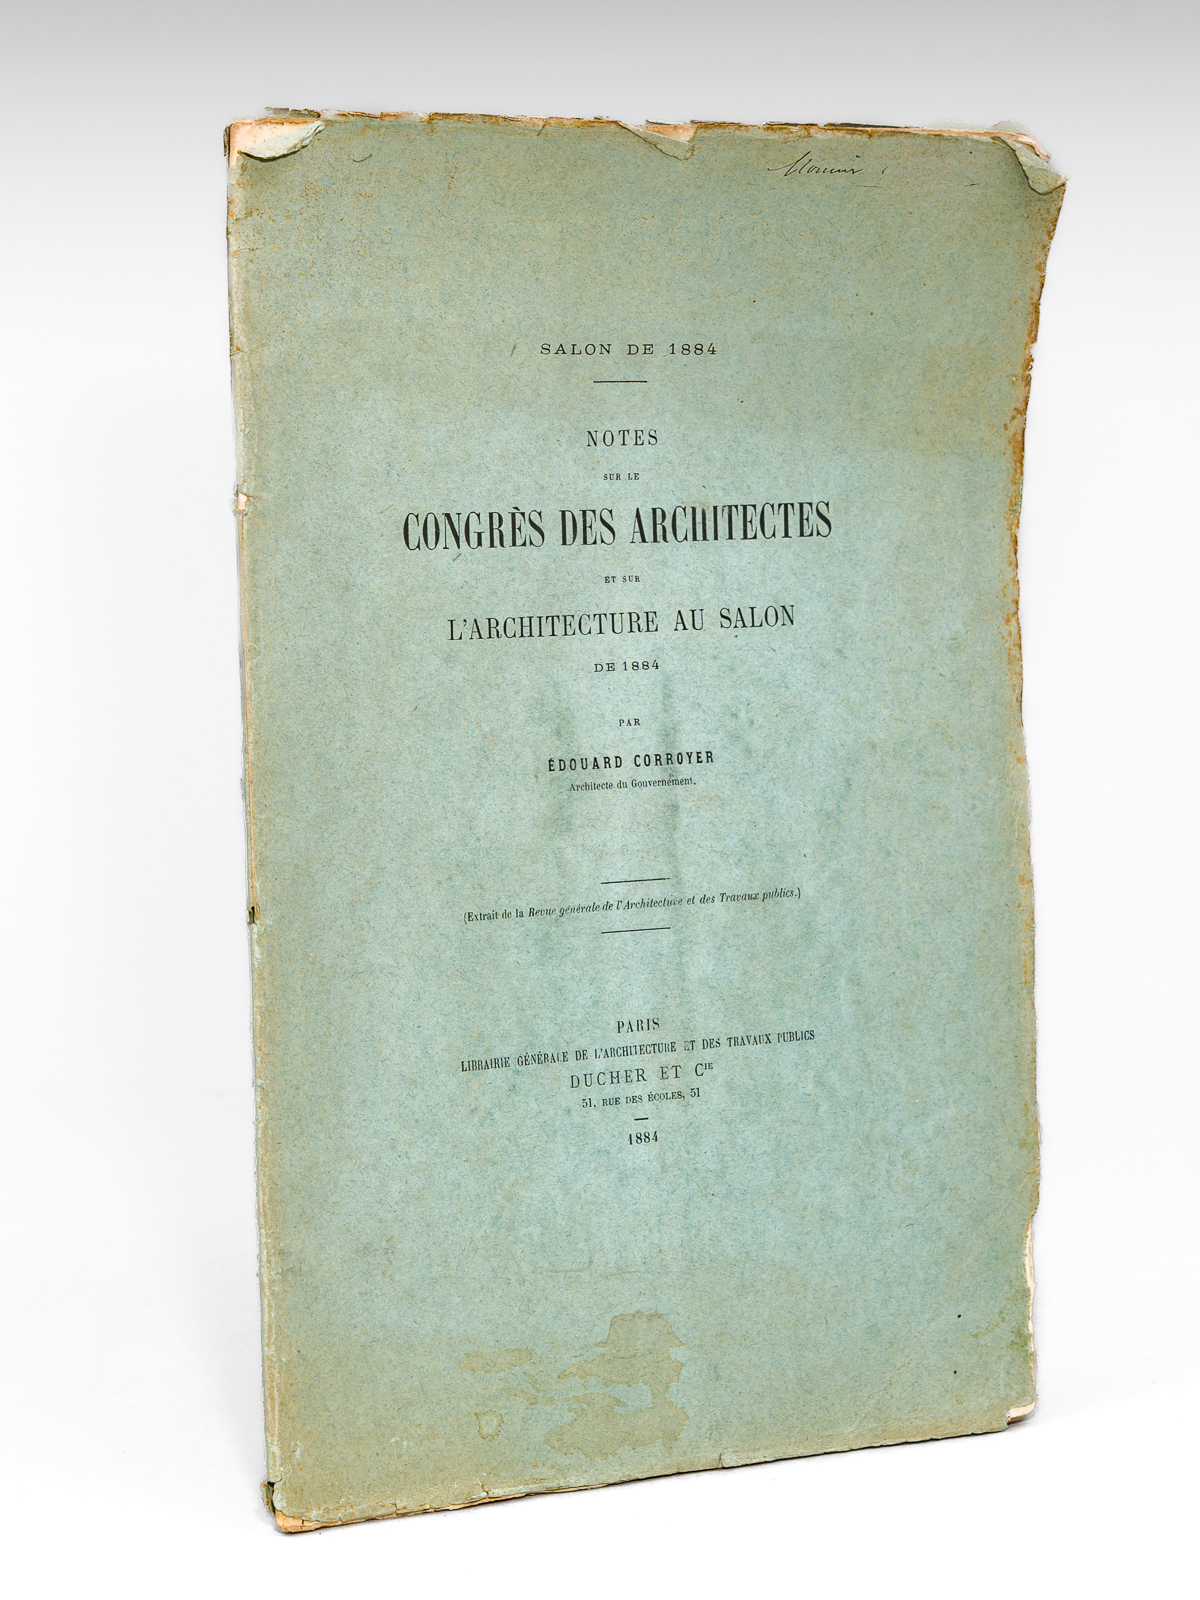 SALON DE 1884
NOTES
SUR LE
CONGRÈS DES ARCHITECTES
ET SUR
L'ARCHITECTURE AU SALON
DE 1884
PAR
ÉDOUARD CORROYER
Architecte du Gouvernement.
(Extrait de la Revue générale de l'Architecture et des Travaux publics.)
PARIS
LIBRAIRIE GÉNÉRALE DE L'ARCHITECTURE ET DES TRAVAUX PUBLICS
DUCHER ET CIE
51, RUE DES ÉCOLES, 51
1884